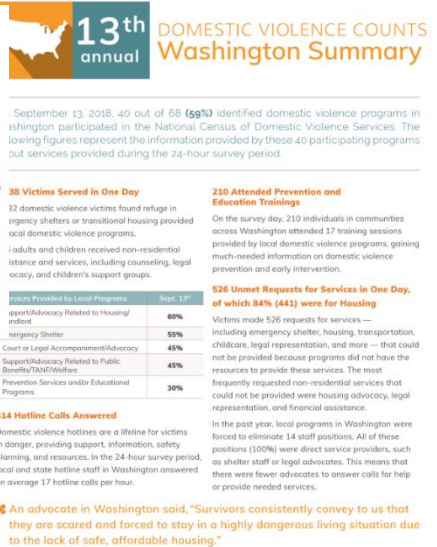 13th
annual
DOMESTIC VIOLENCE COUNTS
Washington Summary
September 13, 2018, 40 out of 68 (59%) identified domestic violence programs in
participated in the National Census of Domestic Violence Services. The
figures represent the information provided by these 40 participating programs
services provided during the 24-hour survey period.
38 Victims Served in One Day
domestic violence victims found refuge in
shelters or transitional housing provided
domestic violence programs.
adults and children received non-residential
and services, including counseling, legal
and children's support groups.
Services Provided by Local Programs Sept. 13th
Support/Advocacy Related to Housing/
60%
Emergency Shelter 55%
Court or Legal Accompaniment/Advocacy 45%
Support/Advocacy Related to Public
Benefits/TANF/Welfare 45%
Prevention Services and/or Educational
Programs 30%
14 Hotline Calls Answered
Domestic violence hotlines are a lifeline for victims
in danger, providing support, information, safety
planning, and resources. In the 24-hour survey period,
local and state hotline staff in Washington answered
an average 17 hotline calls per hour.
210 Attended Prevention and
Education Trainings
On the survey day, 210 individuals in communities
across Washington attended 17 training sessions
provided by local domestic violence programs, gaining
much-needed information on domestic violence
prevention and early intervention.
526 Unmet Requests for Services in One Day,
of which 84% (441) were for Housing
Victims made 526 requests for services —
including emergency shelter, housing, transportation,
childcare, legal representation, and more — that could
not be provided because programs did not have the
resources to provide these services. The most
frequently requested non-residential services that
could not be provided were housing advocacy, legal
representation, and financial assistance.
In the past year, local programs in Washington were
forced to eliminate 14 staff positions. All of these
positions (100%) were direct service providers, such
as shelter staff or legal advocates. This means that
there were fewer advocates to answer calls for help
or provide needed services.
An advocate in Washington said, "Survivors consistently convey to us that
they are scared and forced to stay in a highly dangerous living situation due
to the lack of safe, affordable housing."